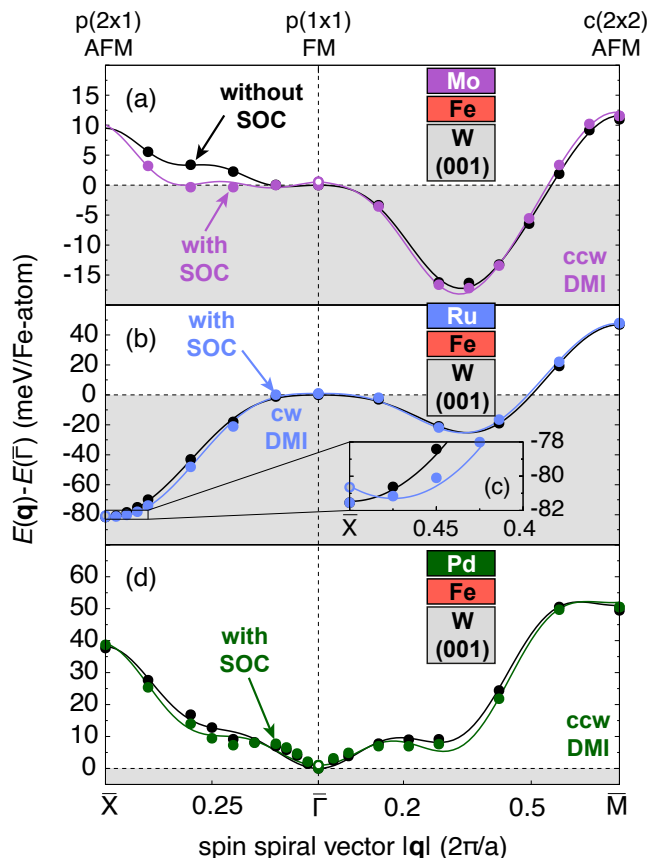 p(2x1) p(1x1) c(2x2)
AFM FM AFM
E(q)-E(Γ̄) (meV/Fe-atom)
(a)
without
SOC
with
SOC
Mo
Fe
W
(001)
ccw
DMI
10
5
0
-5
-10
-15
(b)
with
SOC
cw
DMI
Ru
Fe
W
(001)
40
20
0
-20
-40
-60
-80
(c)
-78
-80
-82
X̄ 0.45 0.4
(d)
with
SOC
Pd
Fe
W
(001)
ccw
DMI
60
50
40
30
20
10
0
X̄ 0.25 Γ̄ 0.2 0.5 M̄
spin spiral vector |q| (2π/a)